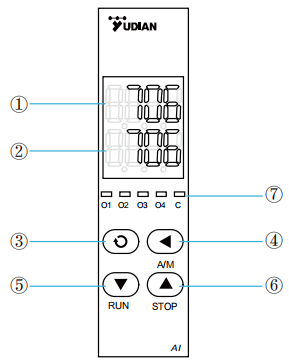 YUDIAN
① 706
② 706
O1 O2 O3 O4 C ⑦
③ ④
A/M
⑤ ⑥
RUN STOP
AI